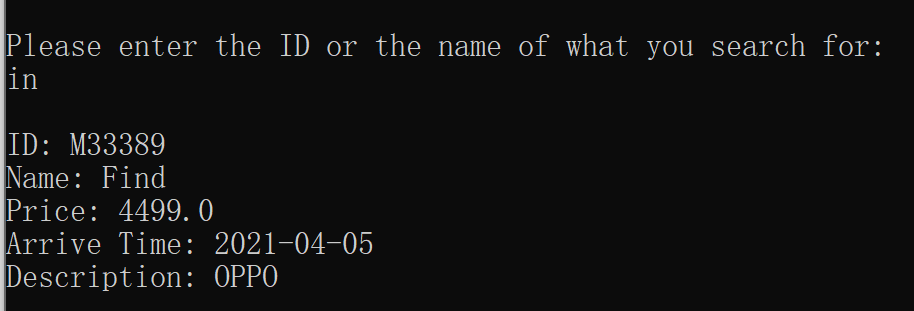 Please enter the ID or the name of what you search for:
in
ID: M33389
Name: Find
Price: 4499.0
Arrive Time: 2021-04-05
Description: OPPO